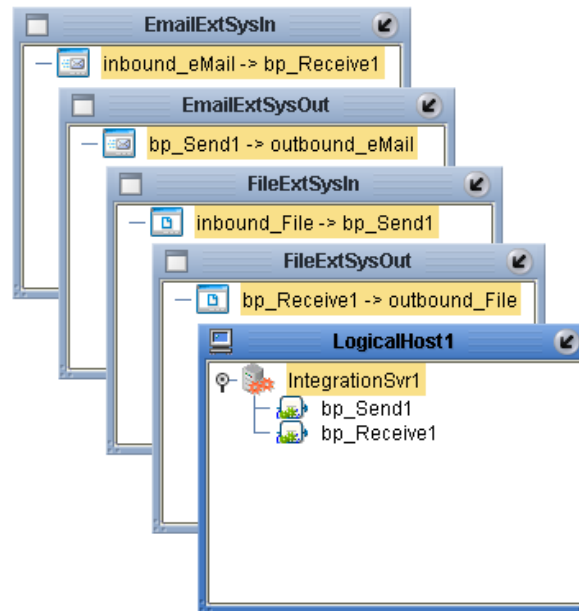 EmailExtSysIn
inbound_eMail -> bp_Receive1
EmailExtSysOut
bp_Send1 -> outbound_eMail
FileExtSysIn
inbound_File -> bp_Send1
FileExtSysOut
bp_Receive1 -> outbound_File
LogicalHost1
IntegrationSvr1
bp_Send1
bp_Receive1